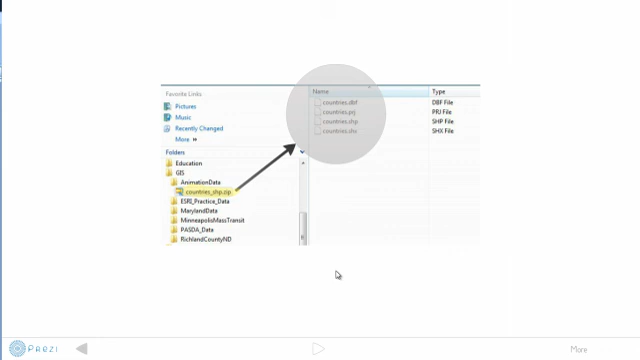 Favorite Links
Pictures
Music
Recently Changed
More
Folders
Education
GIS
AnimationData
countries_shp.zip
ESRI_Practice_Data
MarylandData
MinneapolisMassTransit
PASDA_Data
RichlandCountyND
Name
Type
countries.dbf
DBF File
countries.prj
PRJ File
countries.shp
SHP File
countries.shx
SHX File
PREZI
More